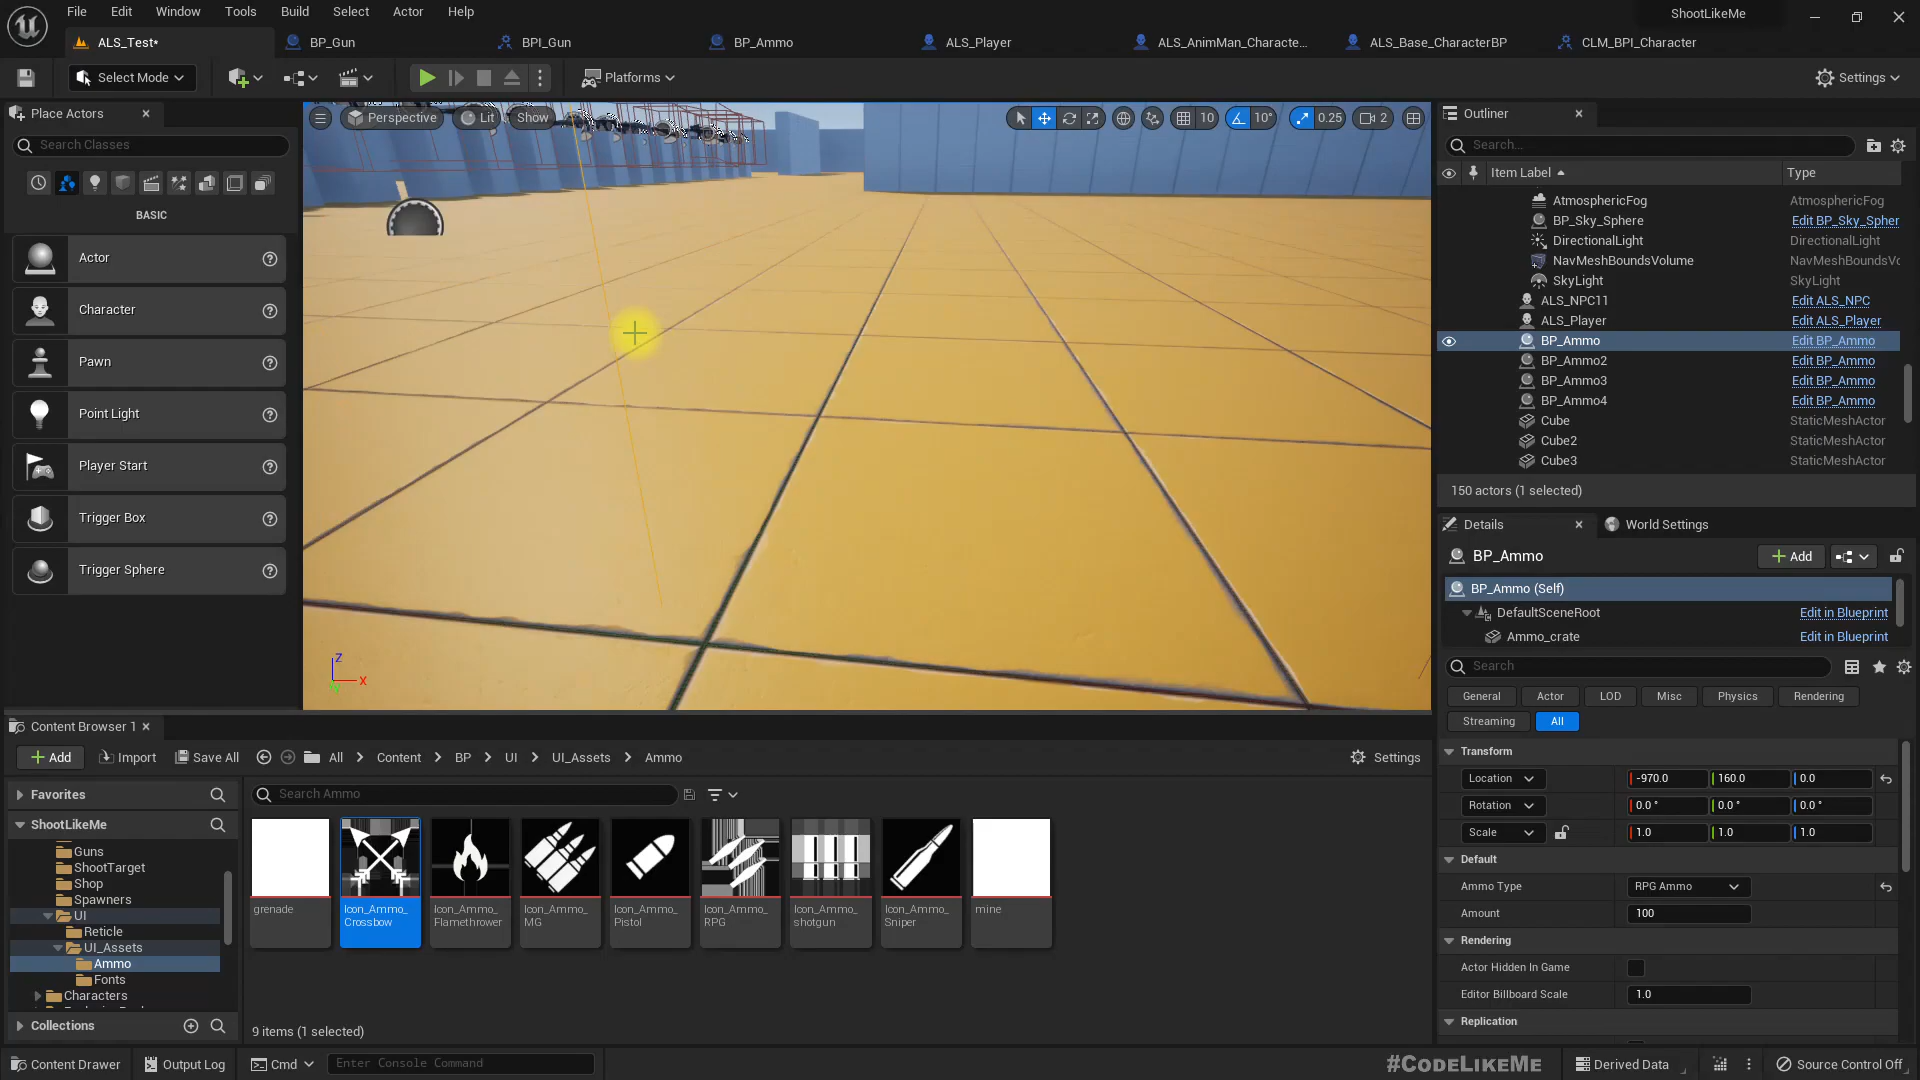 File Edit Window Tools Build Select Actor Help
ShootLikeMe
ALS_Test*
BP_Gun
BPI_Gun
BP_Ammo
ALS_Player
ALS_AnimMan_Characte...
ALS_Base_CharacterBP
CLM_BPI_Character
Select Mode
Platforms
Settings
Place Actors
Search Classes
BASIC
Actor
Character
Pawn
Point Light
Player Start
Trigger Box
Trigger Sphere
Perspective
Lit
Show
10
10°
0.25
2
Z
X
Outliner
Search...
Item Label
Type
AtmosphericFog AtmosphericFog
BP_Sky_Sphere Edit BP_Sky_Spher
DirectionalLight DirectionalLight
NavMeshBoundsVolume NavMeshBoundsVo
SkyLight SkyLight
ALS_NPC11 Edit ALS_NPC
ALS_Player Edit ALS_Player
BP_Ammo Edit BP_Ammo
BP_Ammo2 Edit BP_Ammo
BP_Ammo3 Edit BP_Ammo
BP_Ammo4 Edit BP_Ammo
Cube StaticMeshActor
Cube2 StaticMeshActor
Cube3 StaticMeshActor
150 actors (1 selected)
Details
World Settings
BP_Ammo
Add
BP_Ammo (Self)
DefaultSceneRoot Edit in Blueprint
Ammo_crate Edit in Blueprint
Search
General Actor LOD Misc Physics Rendering
Streaming All
Transform
Location -970.0 160.0 0.0
Rotation 0.0 ° 0.0 ° 0.0 °
Scale 1.0 1.0 1.0
Default
Ammo Type RPG Ammo
Amount 100
Rendering
Actor Hidden In Game
Editor Billboard Scale 1.0
Replication
Content Browser 1
Add Import Save All All Content BP UI UI_Assets Ammo Settings
Favorites
ShootLikeMe
Guns
ShootTarget
Shop
Spawners
UI
Reticle
UI_Assets
Ammo
Fonts
Characters
Collections
Search Ammo
grenade
Icon_Ammo_
Crossbow
Icon_Ammo_
Flamethrower
Icon_Ammo_
MG
Icon_Ammo_
Pistol
Icon_Ammo_
RPG
Icon_Ammo_
shotgun
Icon_Ammo_
Sniper
mine
9 items (1 selected)
Content Drawer
Output Log
Cmd
Enter Console Command
#CODELIKEME
Derived Data
Source Control Off